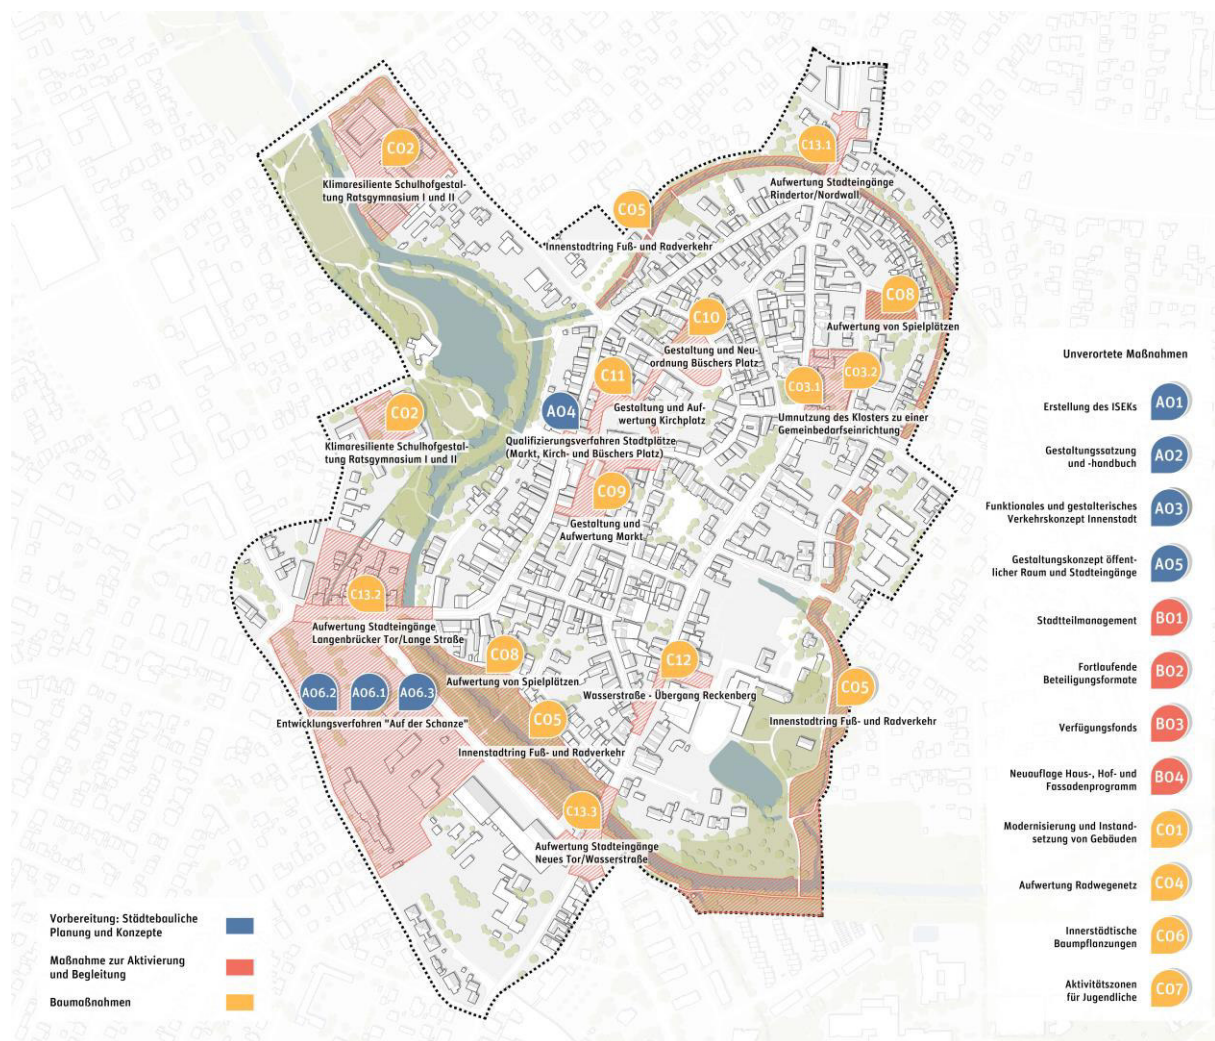 C02
Klimaresiliente Schulhofgestal-
tung Ratsgymnasium I und II
C13.1
Aufwertung Stadteingänge
Rindertor/Nordwall
C05
Innenstadtring Fuß- und Radverkehr
C08
Aufwertung von Spielplätzen
C10
Gestaltung und Neu-
ordnung Büschers Platz
C11
Gestaltung und Auf-
wertung Kirchplatz
C03.1
C03.2
Umnutzung des Klosters zu einer
Gemeinbedarfseinrichtung
C02
Klimaresiliente Schulhofgestal-
tung Ratsgymnasium I und II
A04
Qualifizierungsverfahren Stadtplätze
(Markt, Kirch- und Büschers Platz)
C09
Gestaltung und
Aufwertung Markt
C13.2
Aufwertung Stadteingänge
Langenbrücker Tor/Lange Straße
C08
Aufwertung von Spielplätzen
C12
Wasserstraße - Übergang Reckenberg
A06.2
A06.1
A06.3
Entwicklungsverfahren "Auf der Schanze"
C05
Innenstadtring Fuß- und Radverkehr
C05
Innenstadtring Fuß- und Radverkehr
C13.3
Aufwertung Stadteingänge
Neues Tor/Wasserstraße
Unverortete Maßnahmen
Erstellung des ISEKs
A01
Gestaltungssatzung
und -handbuch
A02
Funktionales und gestalterisches
Verkehrskonzept Innenstadt
A03
Gestaltungskonzept öffent-
licher Raum und Stadteingänge
A05
Stadtteilmanagement
B01
Fortlaufende
Beteiligungsformate
B02
Verfügungsfonds
B03
Neuauflage Haus-, Hof- und
Fassadenprogramm
B04
Modernisierung und Instand-
setzung von Gebäuden
C01
Aufwertung Radwegenetz
C04
Innerstädtische
Baumpflanzungen
C06
Aktivitätszonen
für Jugendliche
C07
Vorbereitung: Städtebauliche
Planung und Konzepte
Maßnahme zur Aktivierung
und Begleitung
Baumaßnahmen